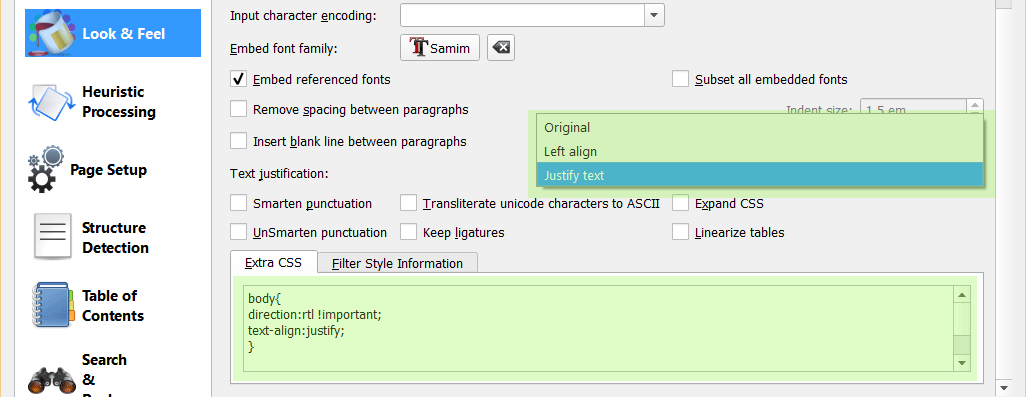 Look & Feel
Heuristic
Processing
Page Setup
Structure
Detection
Table of
Contents
Search
&
Input character encoding:
Embed font family:
Samim
Embed referenced fonts
Subset all embedded fonts
Remove spacing between paragraphs
Indent size:
1.5 em
Insert blank line between paragraphs
Original
Left align
Justify text
Text justification:
Smarten punctuation
Transliterate unicode characters to ASCII
Expand CSS
UnSmarten punctuation
Keep ligatures
Linearize tables
Extra CSS
Filter Style Information
body{
direction:rtl !important;
text-align:justify;
}